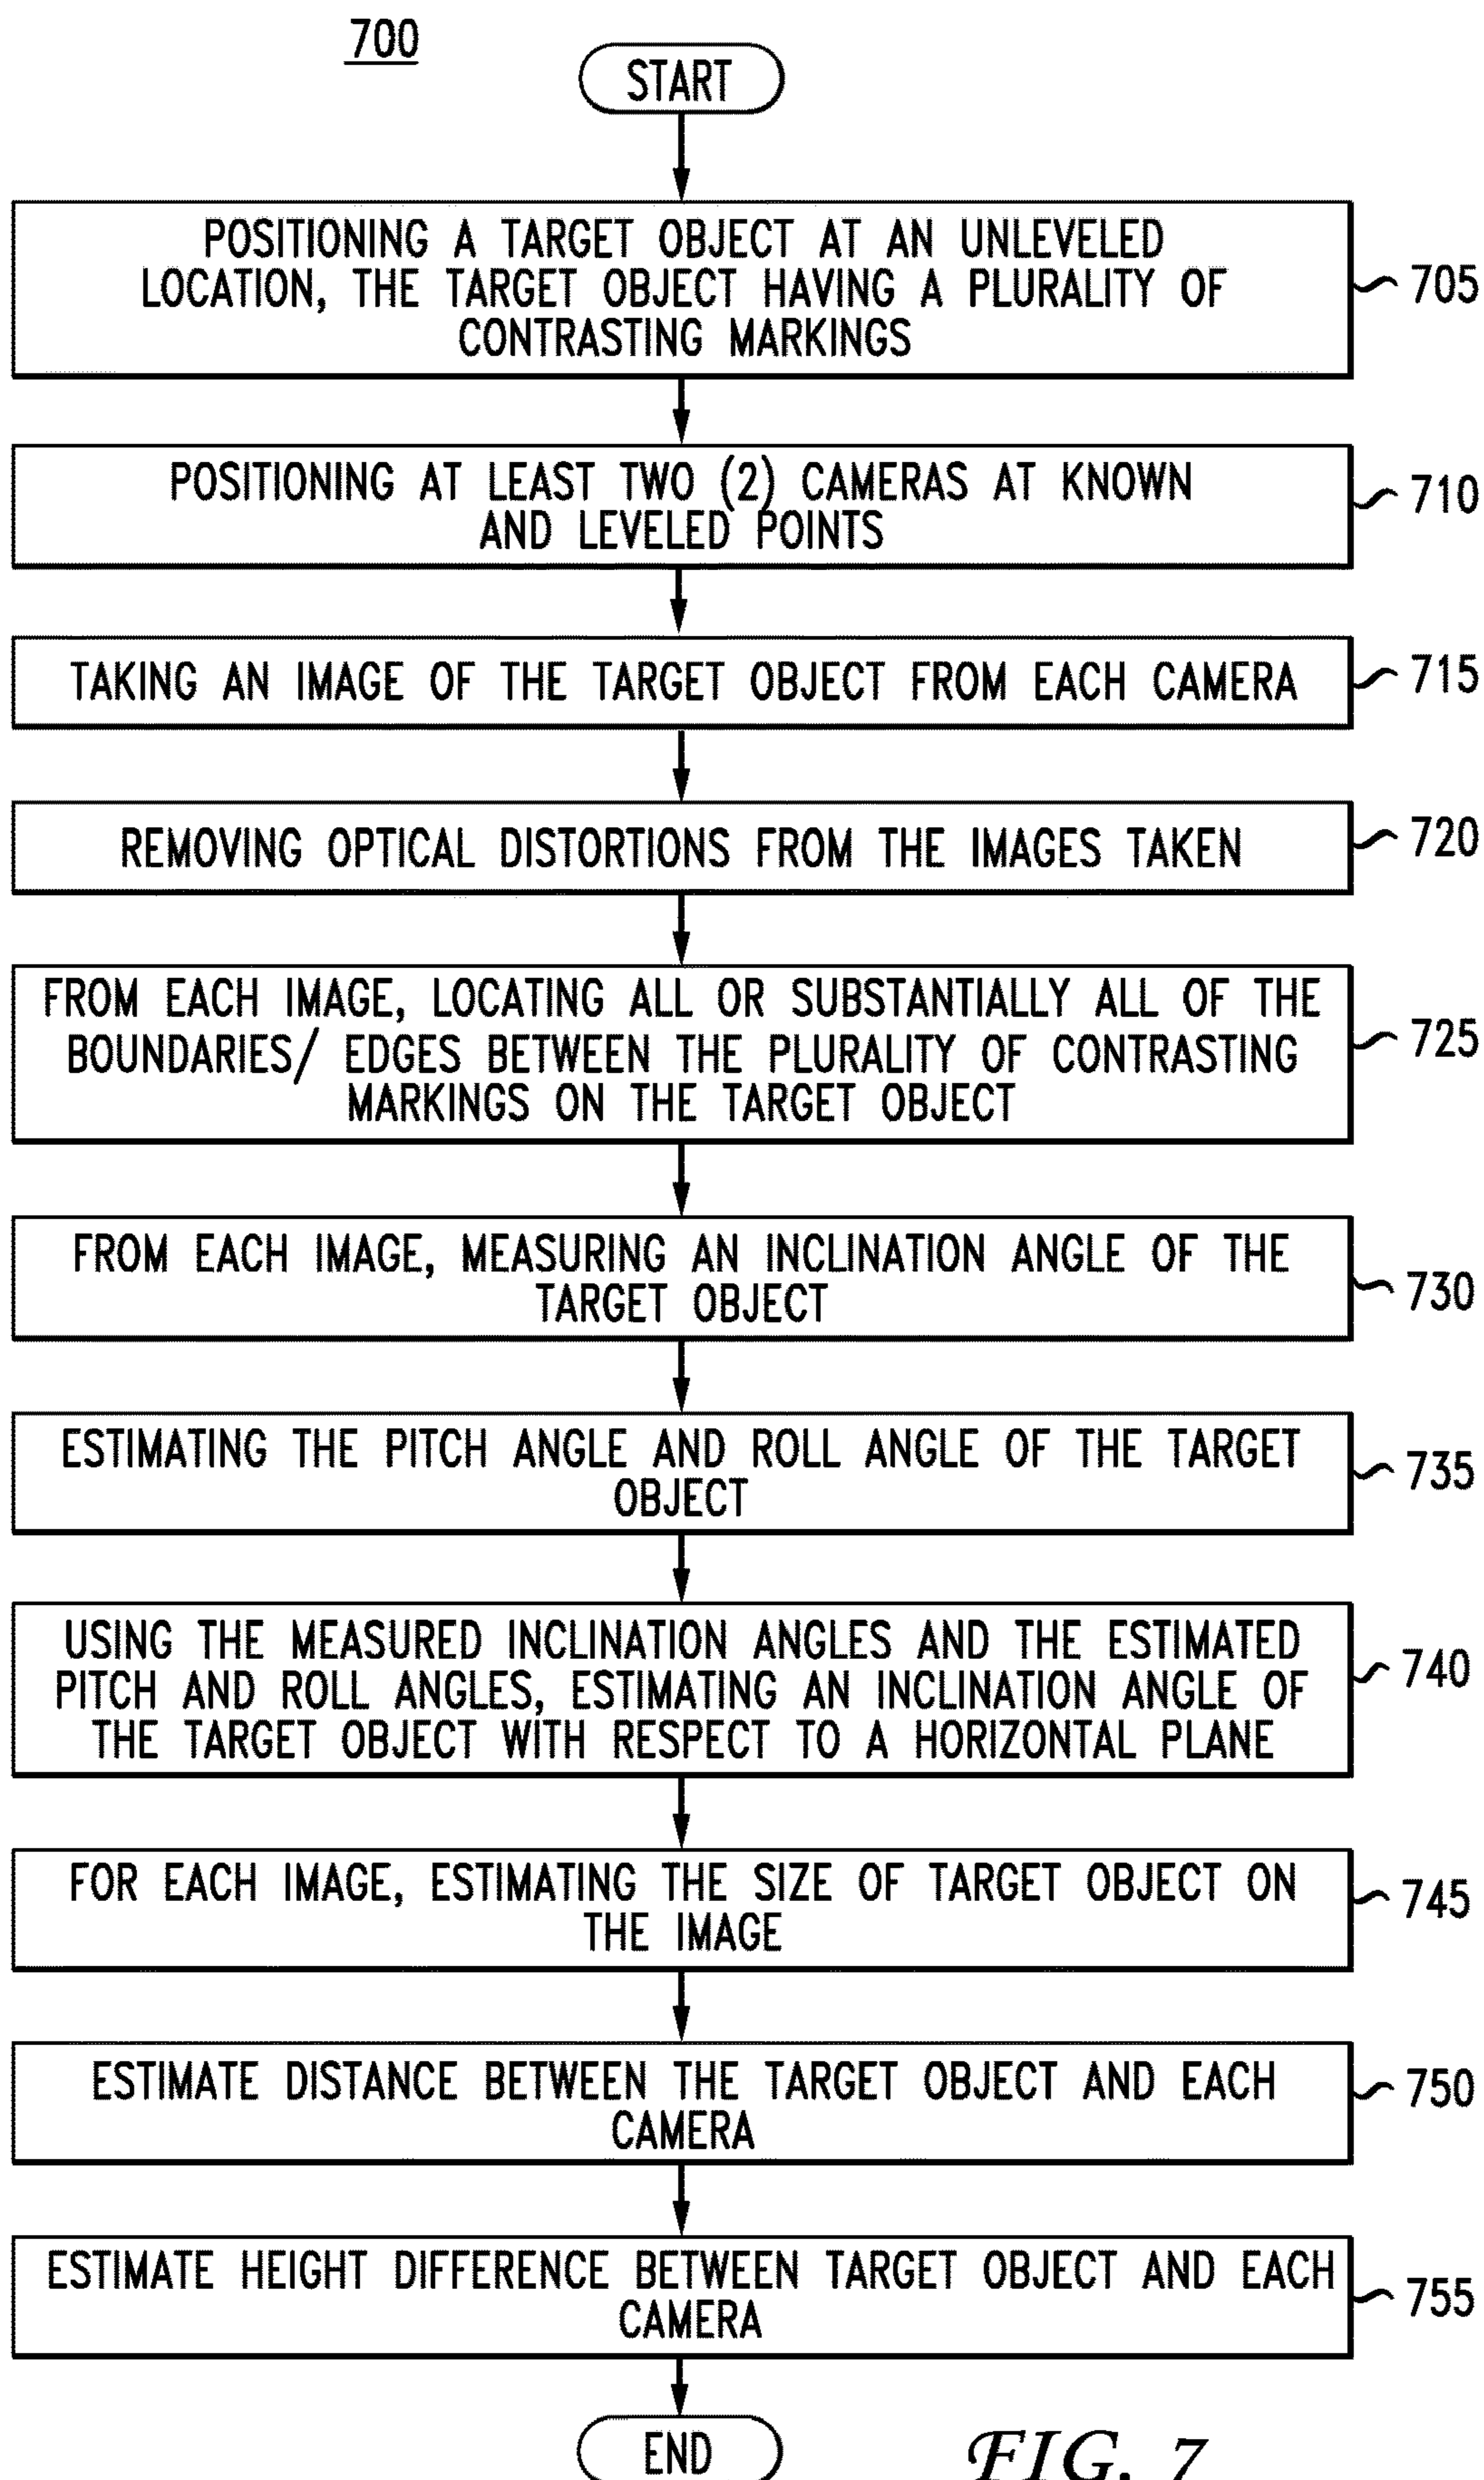 700
START
POSITIONING A TARGET OBJECT AT AN UNLEVELED
LOCATION, THE TARGET OBJECT HAVING A PLURALITY OF
CONTRASTING MARKINGS
705
POSITIONING AT LEAST TWO (2) CAMERAS AT KNOWN
AND LEVELED POINTS
710
TAKING AN IMAGE OF THE TARGET OBJECT FROM EACH CAMERA
715
REMOVING OPTICAL DISTORTIONS FROM THE IMAGES TAKEN
720
FROM EACH IMAGE, LOCATING ALL OR SUBSTANTIALLY ALL OF THE
BOUNDARIES/ EDGES BETWEEN THE PLURALITY OF CONTRASTING
MARKINGS ON THE TARGET OBJECT
725
FROM EACH IMAGE, MEASURING AN INCLINATION ANGLE OF THE
TARGET OBJECT
730
ESTIMATING THE PITCH ANGLE AND ROLL ANGLE OF THE TARGET
OBJECT
735
USING THE MEASURED INCLINATION ANGLES AND THE ESTIMATED
PITCH AND ROLL ANGLES, ESTIMATING AN INCLINATION ANGLE OF
THE TARGET OBJECT WITH RESPECT TO A HORIZONTAL PLANE
740
FOR EACH IMAGE, ESTIMATING THE SIZE OF TARGET OBJECT ON
THE IMAGE
745
ESTIMATE DISTANCE BETWEEN THE TARGET OBJECT AND EACH
CAMERA
750
ESTIMATE HEIGHT DIFFERENCE BETWEEN TARGET OBJECT AND EACH
CAMERA
755
END
FIG. 7